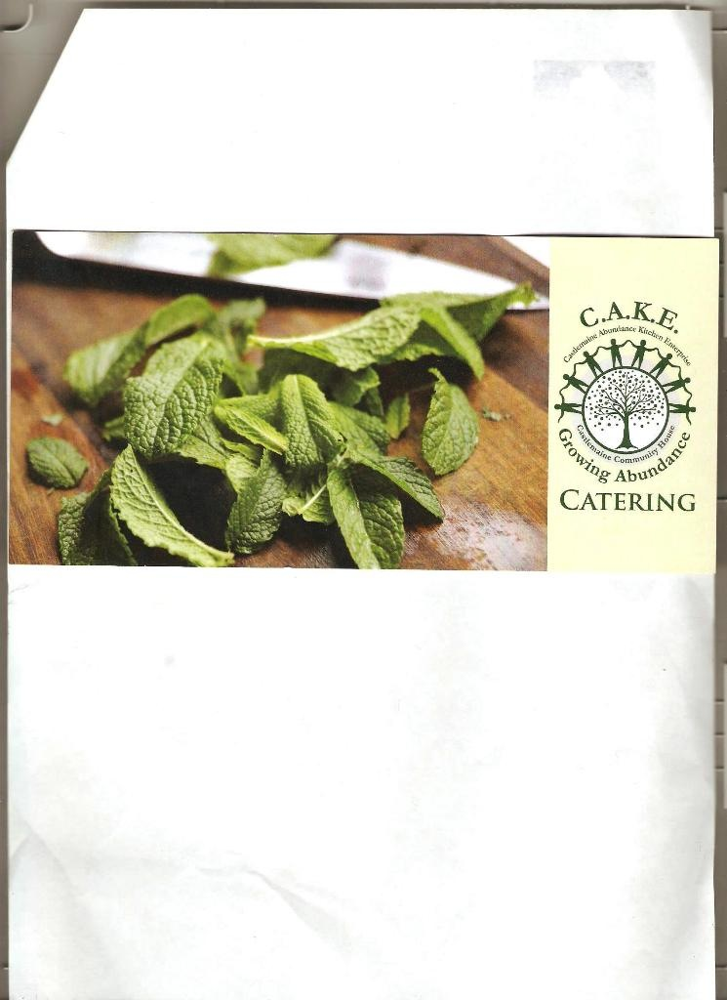 C.A.K.E.
Castlemaine Abundance Kitchen Enterprise
Castlemaine Community House
Growing Abundance
CATERING